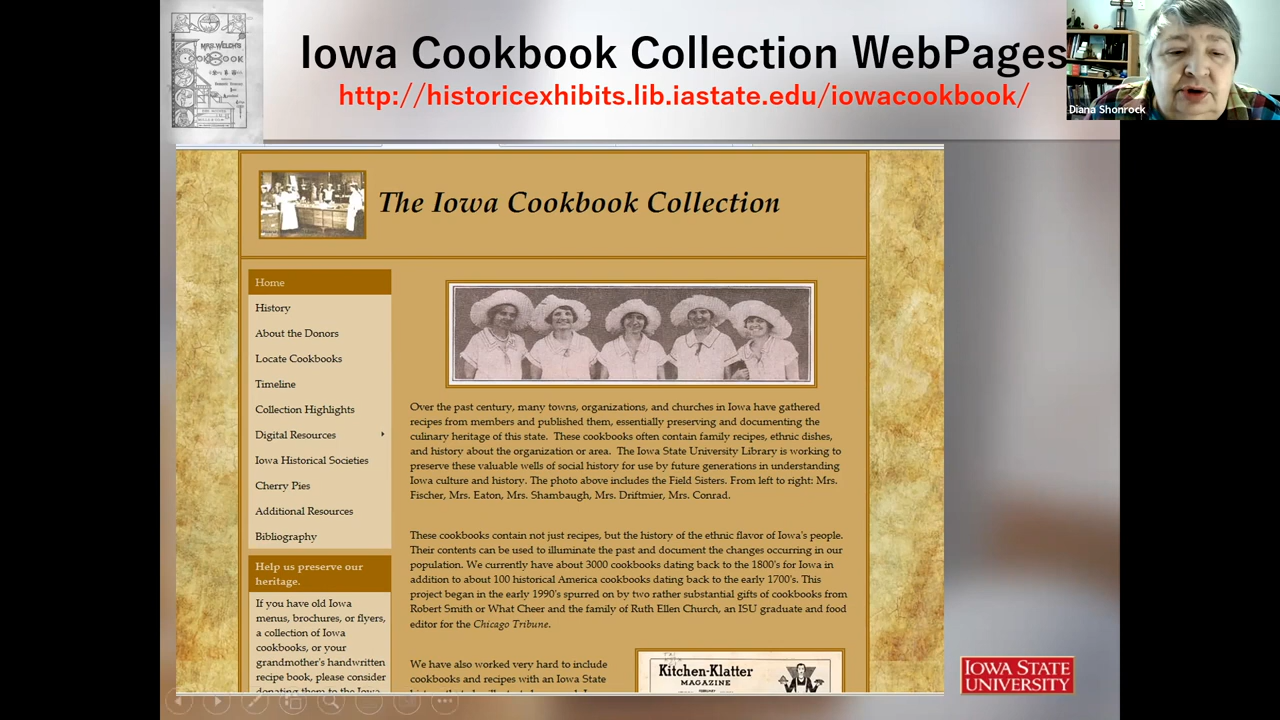 MRS. WELCH'S
COOKBOOK
Iowa Cookbook Collection WebPages
http://historicexhibits.lib.iastate.edu/iowacookbook/
Diana Shonrock
The Iowa Cookbook Collection
Home
History
About the Donors
Locate Cookbooks
Timeline
Collection Highlights
Digital Resources
Iowa Historical Societies
Cherry Pies
Additional Resources
Bibliography
Help us preserve our
heritage.
If you have old Iowa
menus, brochures, or flyers,
a collection of Iowa
cookbooks, or your
grandmother's handwritten
recipe book, please consider
donating them to the Iowa
Over the past century, many towns, organizations, and churches in Iowa have gathered
recipes from members and published them, essentially preserving and documenting the
culinary heritage of this state. These cookbooks often contain family recipes, ethnic dishes,
and history about the organization or area. The Iowa State University Library is working to
preserve these valuable wells of social history for use by future generations in understanding
Iowa culture and history. The photo above includes the Field Sisters. From left to right: Mrs.
Fischer, Mrs. Eaton, Mrs. Shambaugh, Mrs. Driftmier, Mrs. Conrad.
These cookbooks contain not just recipes, but the history of the ethnic flavor of Iowa's people.
Their contents can be used to illuminate the past and document the changes occurring in our
population. We currently have about 3000 cookbooks dating back to the 1800's for Iowa in
addition to about 100 historical America cookbooks dating back to the early 1700's. This
project began in the early 1990's spurred on by two rather substantial gifts of cookbooks from
Robert Smith or What Cheer and the family of Ruth Ellen Church, an ISU graduate and food
editor for the Chicago Tribune.
We have also worked very hard to include
cookbooks and recipes with an Iowa State
Kitchen-Klatter
MAGAZINE
FEBRUARY
IOWA STATE
UNIVERSITY